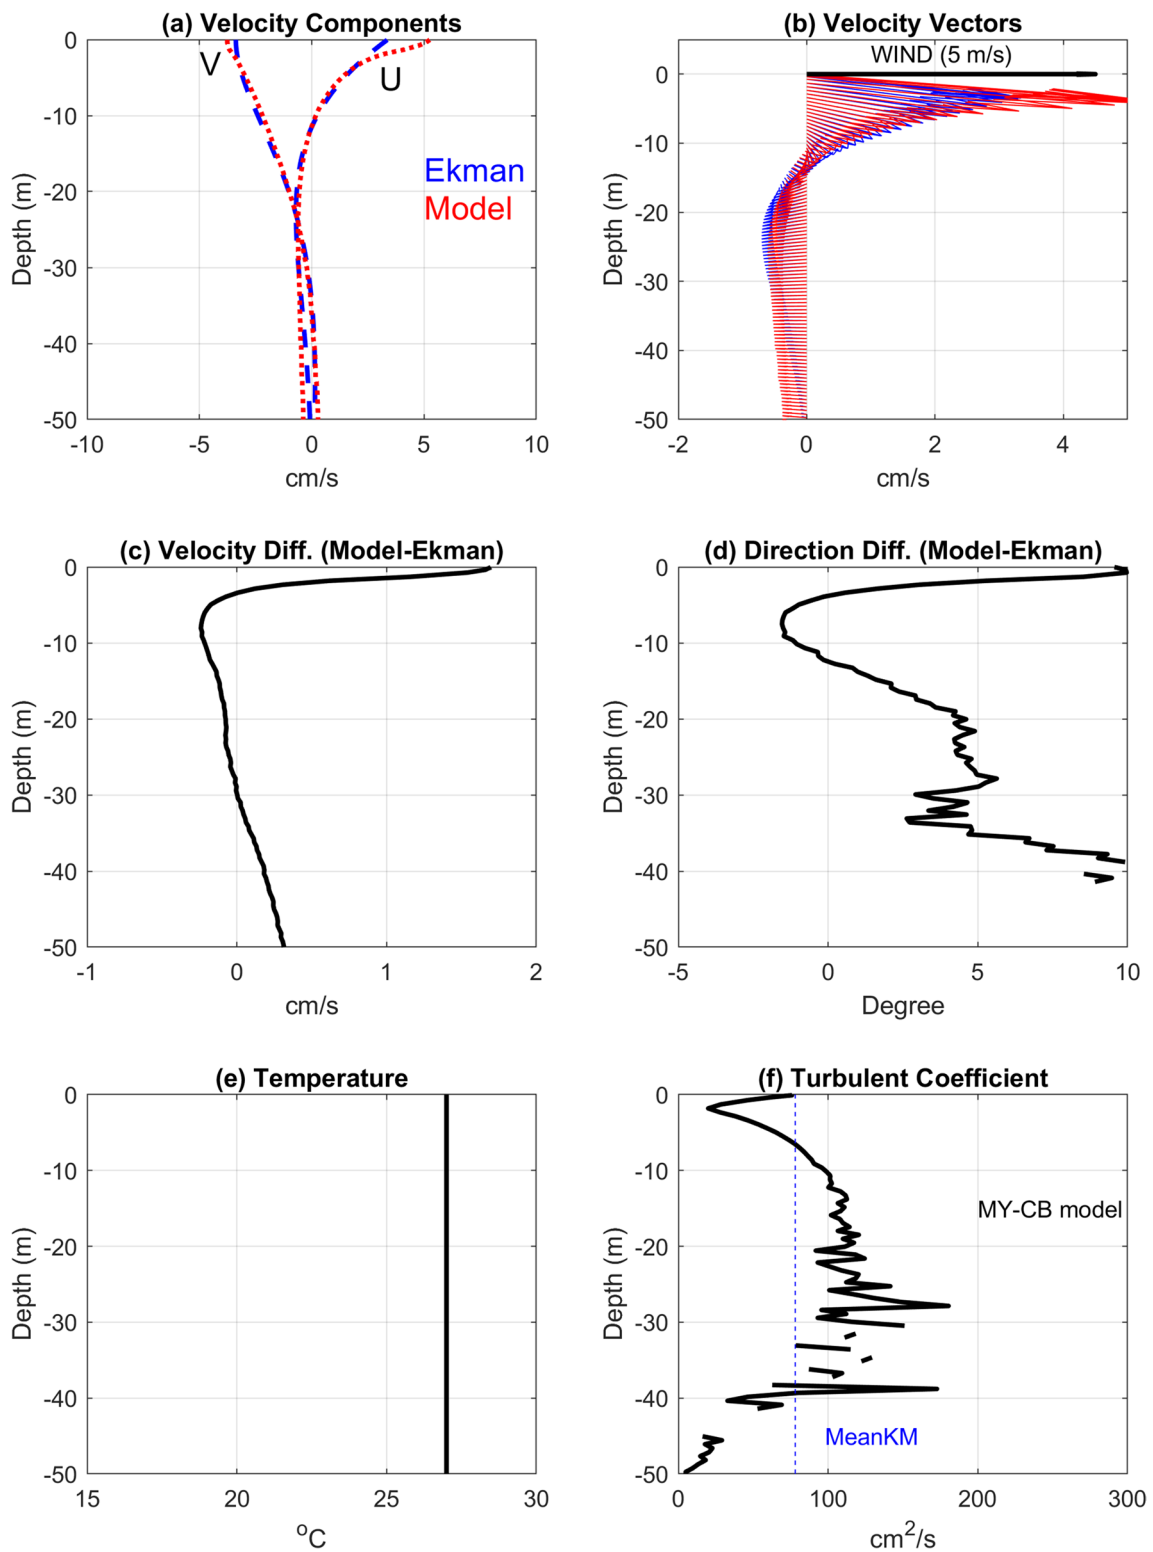 (a) Velocity Components
0
-10
-20
-30
-40
-50
Depth (m)
V
U
Ekman
Model
-10 -5 0 5 10
cm/s
(b) Velocity Vectors
WIND (5 m/s)
0
-10
-20
-30
-40
-50
Depth (m)
-2 0 2 4
cm/s
(c) Velocity Diff. (Model-Ekman)
0
-10
-20
-30
-40
-50
Depth (m)
-1 0 1 2
cm/s
(d) Direction Diff. (Model-Ekman)
0
-10
-20
-30
-40
-50
Depth (m)
-5 0 5 10
Degree
(e) Temperature
0
-10
-20
-30
-40
-50
Depth (m)
15 20 25 30
°C
(f) Turbulent Coefficient
0
-10
-20
-30
-40
-50
Depth (m)
MY-CB model
MeanKM
0 100 200 300
cm²/s